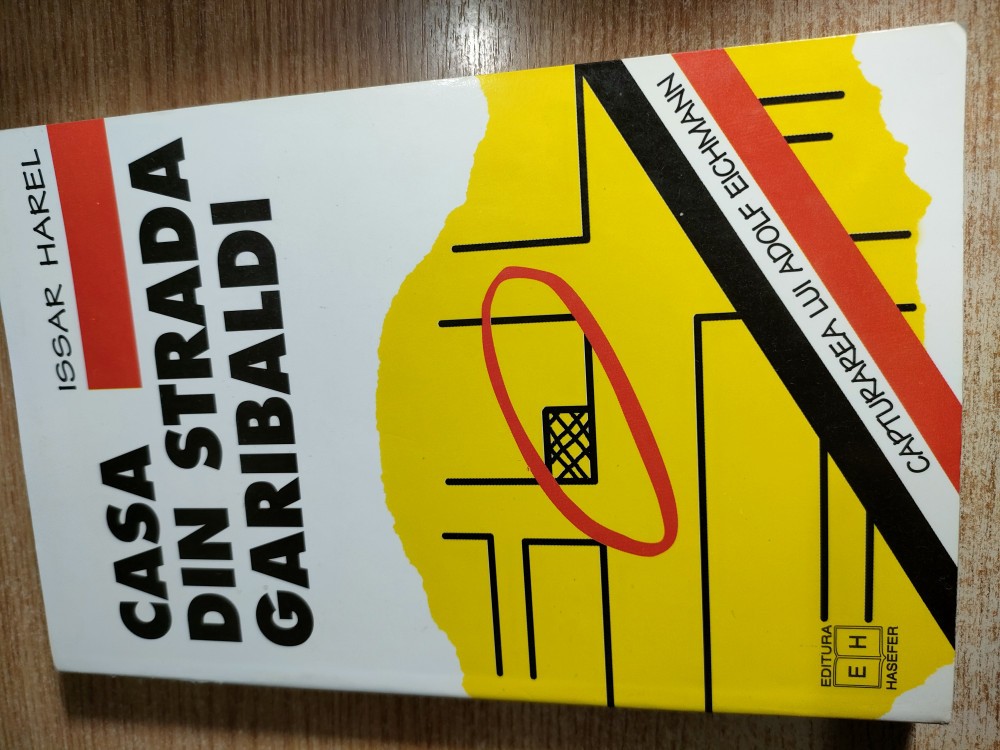 ISSAR HAREL
CASA
DIN STRADA
GARIBALDI
CAPTURAREA LUI ADOLF EICHMANN
EDITURA
E H
HASEFER